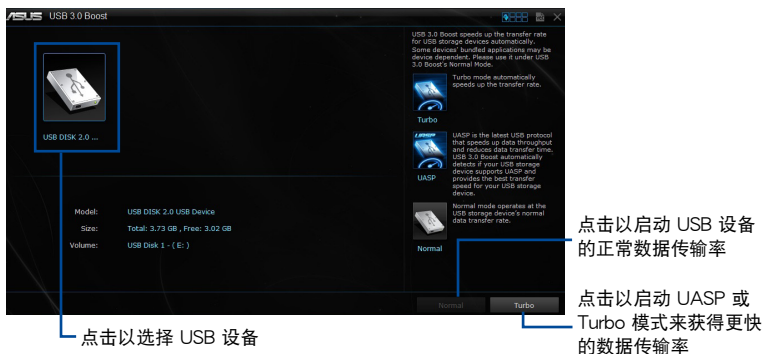 ASUS USB 3.0 Boost
USB DISK 2.0 ...
Model: USB DISK 2.0 USB Device
Size: Total: 3.73 GB , Free: 3.02 GB
Volume: USB Disk 1 - ( E: )
USB 3.0 Boost speeds up the transfer rate
for USB storage devices automatically.
Some devices' bundled applications may be
device dependent. Please use it under USB
3.0 Boost's Normal Mode.
Turbo mode automatically
speeds up the transfer rate.
Turbo
UASP is the latest USB protocol
that speeds up data throughput
and reduces data transfer time.
USB 3.0 Boost automatically
detects if your USB storage
device supports UASP and
provides the best transfer
speed for your USB storage
device.
UASP
Normal mode operates at the
USB storage device's normal
data transfer rate.
Normal
Normal
Turbo
点击以启动 USB 设备
的正常数据传输率
点击以启动 UASP 或
Turbo 模式来获得更快
的数据传输率
点击以选择 USB 设备